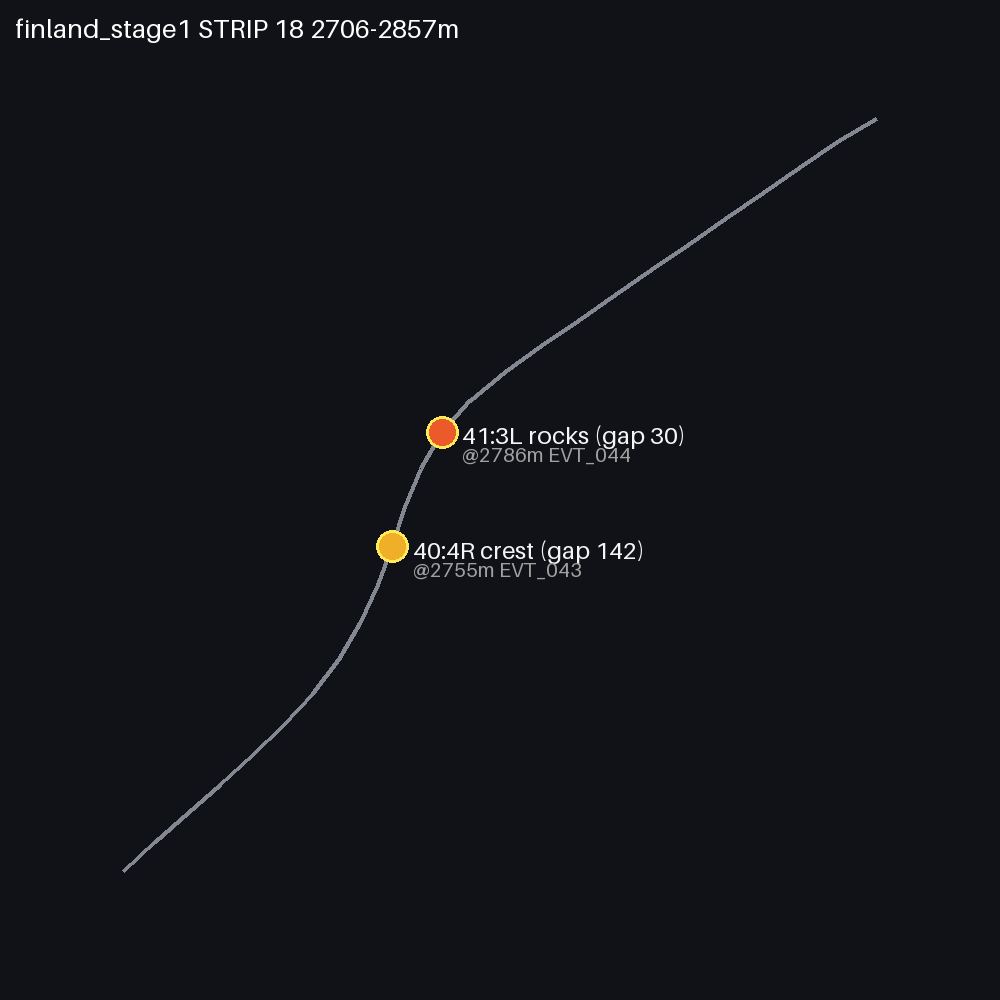 finland_stage1 STRIP 18 2706-2857m
41:3L rocks (gap 30)
@2786m EVT_044
40:4R crest (gap 142)
@2755m EVT_043